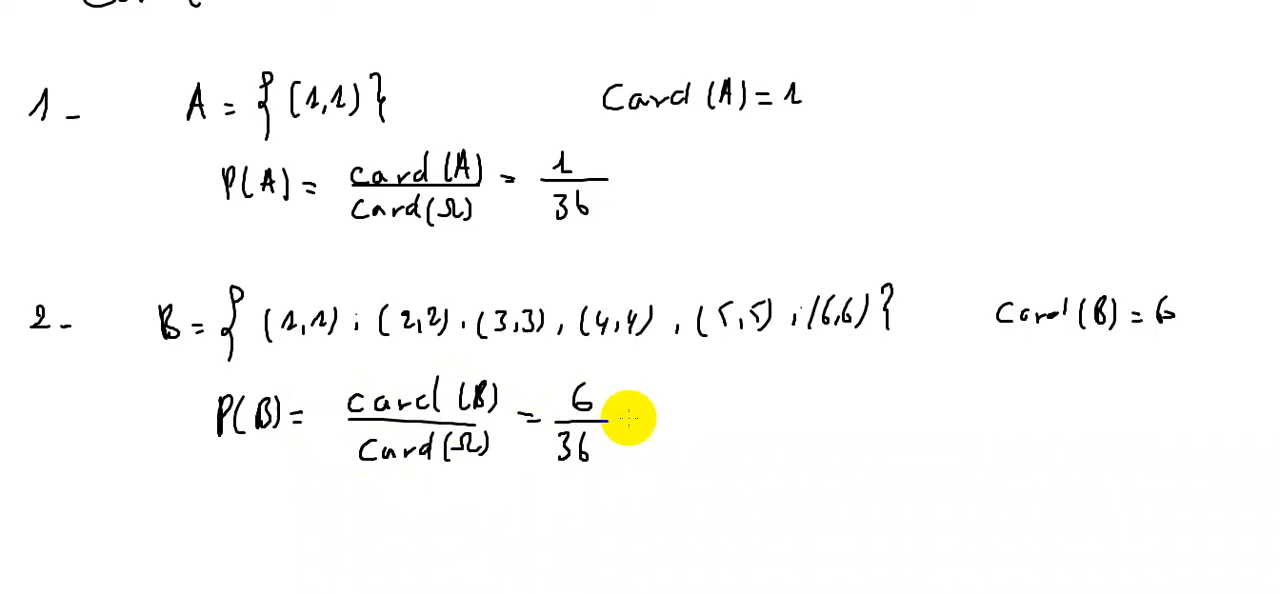 1- A = { (1,1) } Card (A) = 1
P(A) = card (A) / Card (Ω) = 1 / 36
2- B = { (1,1) ; (2,2) . (3,3) , (4,4) , (5,5) ; (6,6) } Card (B) = 6
P(B) = card (B) / Card (Ω) = 6 / 36